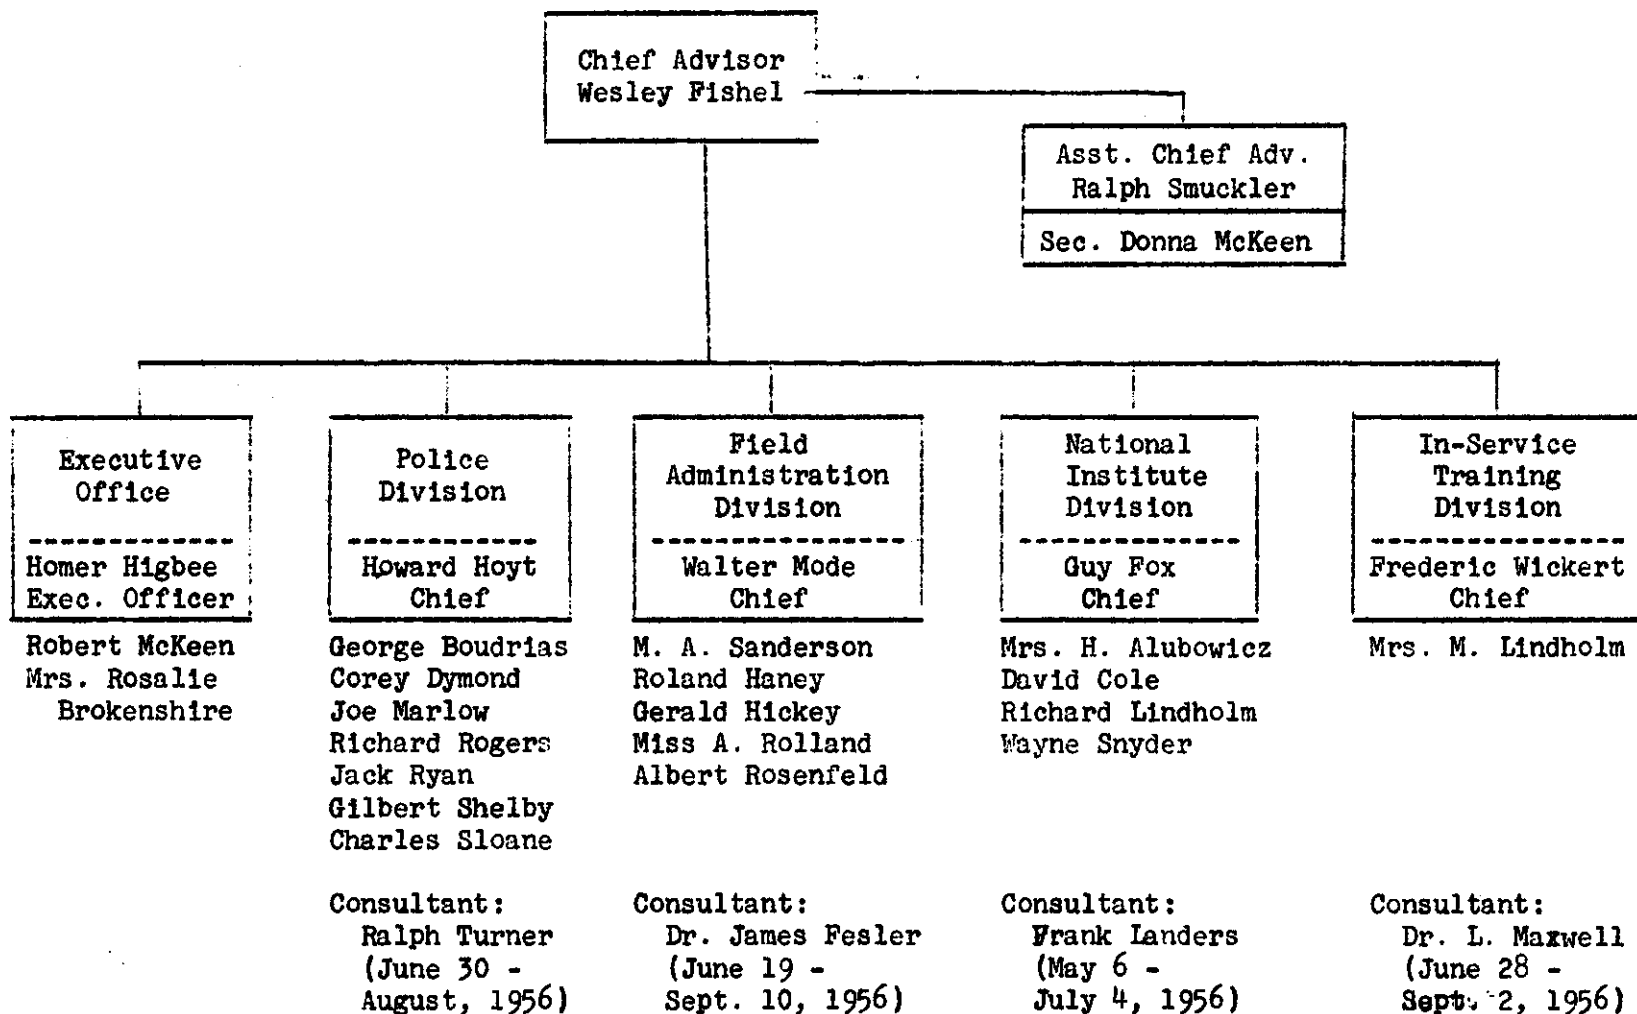 Chief Advisor
Wesley Fishel
Asst. Chief Adv.
Ralph Smuckler
Sec. Donna McKeen
Executive
Office
Homer Higbee
Exec. Officer
Robert McKeen
Mrs. Rosalie
Brokenshire
Police
Division
Howard Hoyt
Chief
George Boudrias
Corey Dymond
Joe Marlow
Richard Rogers
Jack Ryan
Gilbert Shelby
Charles Sloane
Consultant:
Ralph Turner
(June 30 -
August, 1956)
Field
Administration
Division
Walter Mode
Chief
M. A. Sanderson
Roland Haney
Gerald Hickey
Miss A. Rolland
Albert Rosenfeld
Consultant:
Dr. James Fesler
(June 19 -
Sept. 10, 1956)
National
Institute
Division
Guy Fox
Chief
Mrs. H. Alubowicz
David Cole
Richard Lindholm
Wayne Snyder
Consultant:
Frank Landers
(May 6 -
July 4, 1956)
In-Service
Training
Division
Frederic Wickert
Chief
Mrs. M. Lindholm
Consultant:
Dr. L. Maxwell
(June 28 -
Sept. 2, 1956)